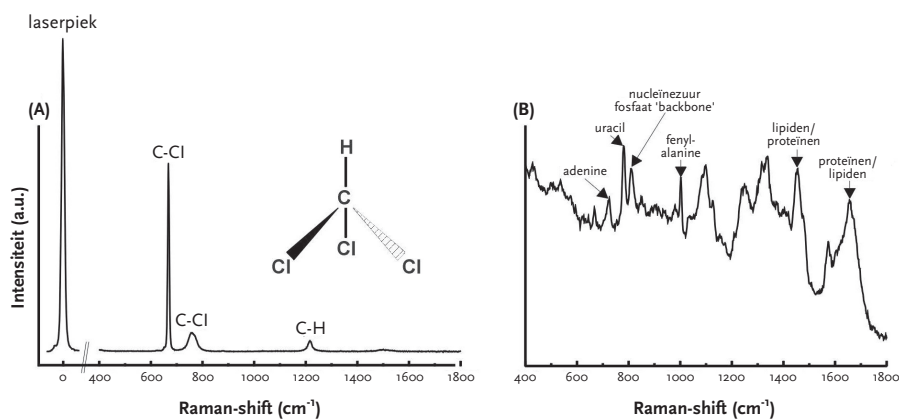 laserpiek
(A)
C-Cl
C-Cl
C-H
H
C
Cl
Cl
Cl
Intensiteit (a.u.)
0 400 600 800 1000 1200 1400 1600 1800
Raman-shift (cm⁻¹)
(B)
adenine
uracil
nucleïnezuur
fosfaat 'backbone'
fenyl-
alanine
lipiden/
proteïnen
proteïnen/
lipiden
400 600 800 1000 1200 1400 1600 1800
Raman-shift (cm⁻¹)